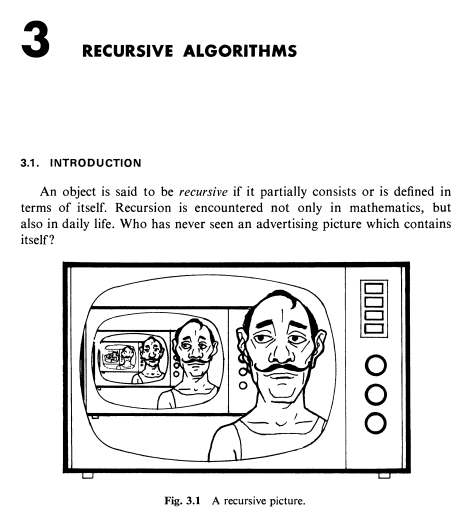 3 RECURSIVE ALGORITHMS
3.1. INTRODUCTION
An object is said to be recursive if it partially consists or is defined in
terms of itself. Recursion is encountered not only in mathematics, but
also in daily life. Who has never seen an advertising picture which contains
itself?
Fig. 3.1 A recursive picture.